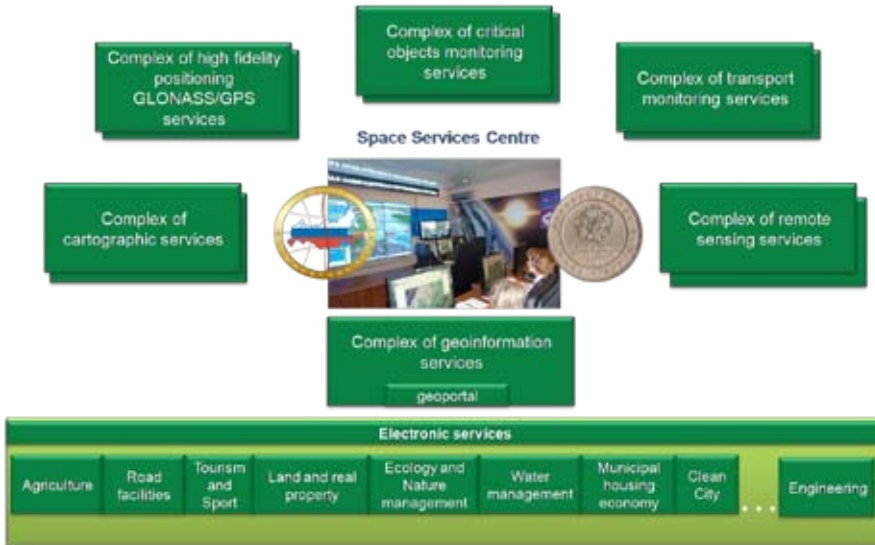 Complex of critical
objects monitoring
services
Complex of high fidelity
positioning
GLONASS/GPS
services
Complex of transport
monitoring services
Space Services Centre
Complex of
cartographic services
Complex of remote
sensing services
Complex of geoinformation
services
geoportal
Electronic services
Agriculture
Road
facilities
Tourism
and
Sport
Land and real
property
Ecology and
Nature
management
Water
management
Municipal
housing
economy
Clean
City
...
Engineering